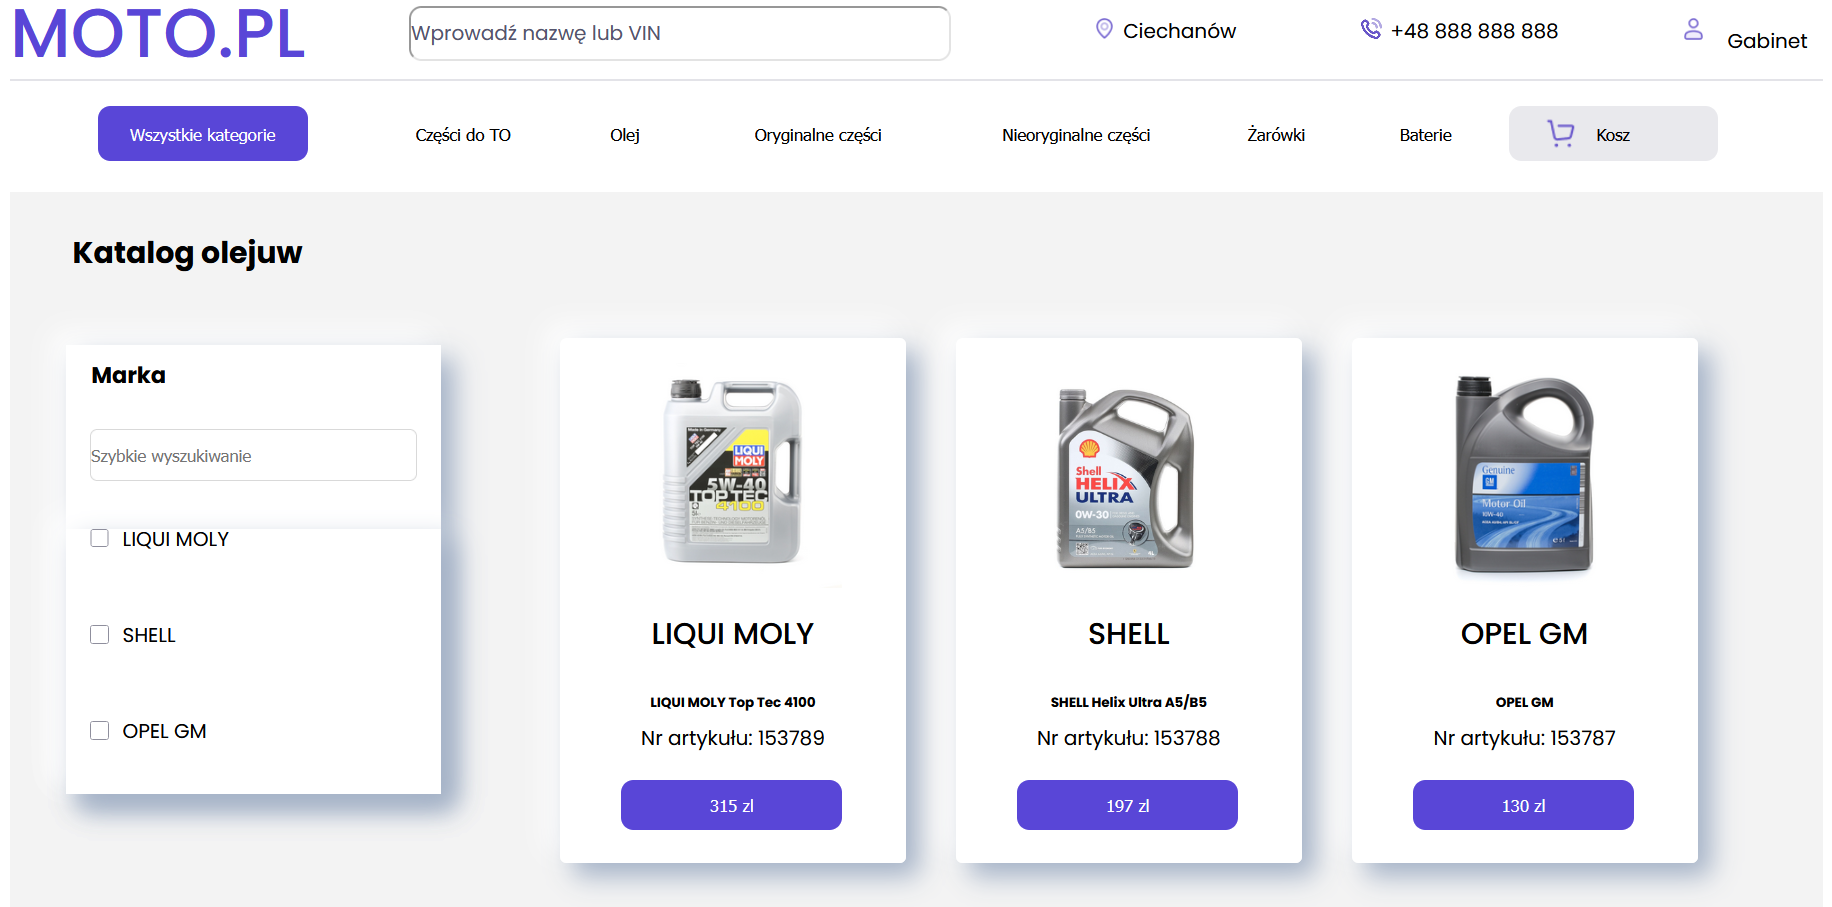 MOTO.PL
Wprowadź nazwę lub VIN
Ciechanów
+48 888 888 888
Gabinet
Wszystkie kategorie
Części do TO
Olej
Oryginalne części
Nieoryginalne części
Żarówki
Baterie
Kosz
Katalog olejuw
Marka
Szybkie wyszukiwanie
LIQUI MOLY
SHELL
OPEL GM
LIQUI
MOLY
5W-40
TOP TEC
4100
LIQUI MOLY
LIQUI MOLY Top Tec 4100
Nr artykułu: 153789
315 zl
Shell
HELIX
ULTRA
0W-30
A5/B5
SHELL
SHELL Helix Ultra A5/B5
Nr artykułu: 153788
197 zl
Genuine
GM
Motor Oil
10W-40
OPEL GM
OPEL GM
Nr artykułu: 153787
130 zl